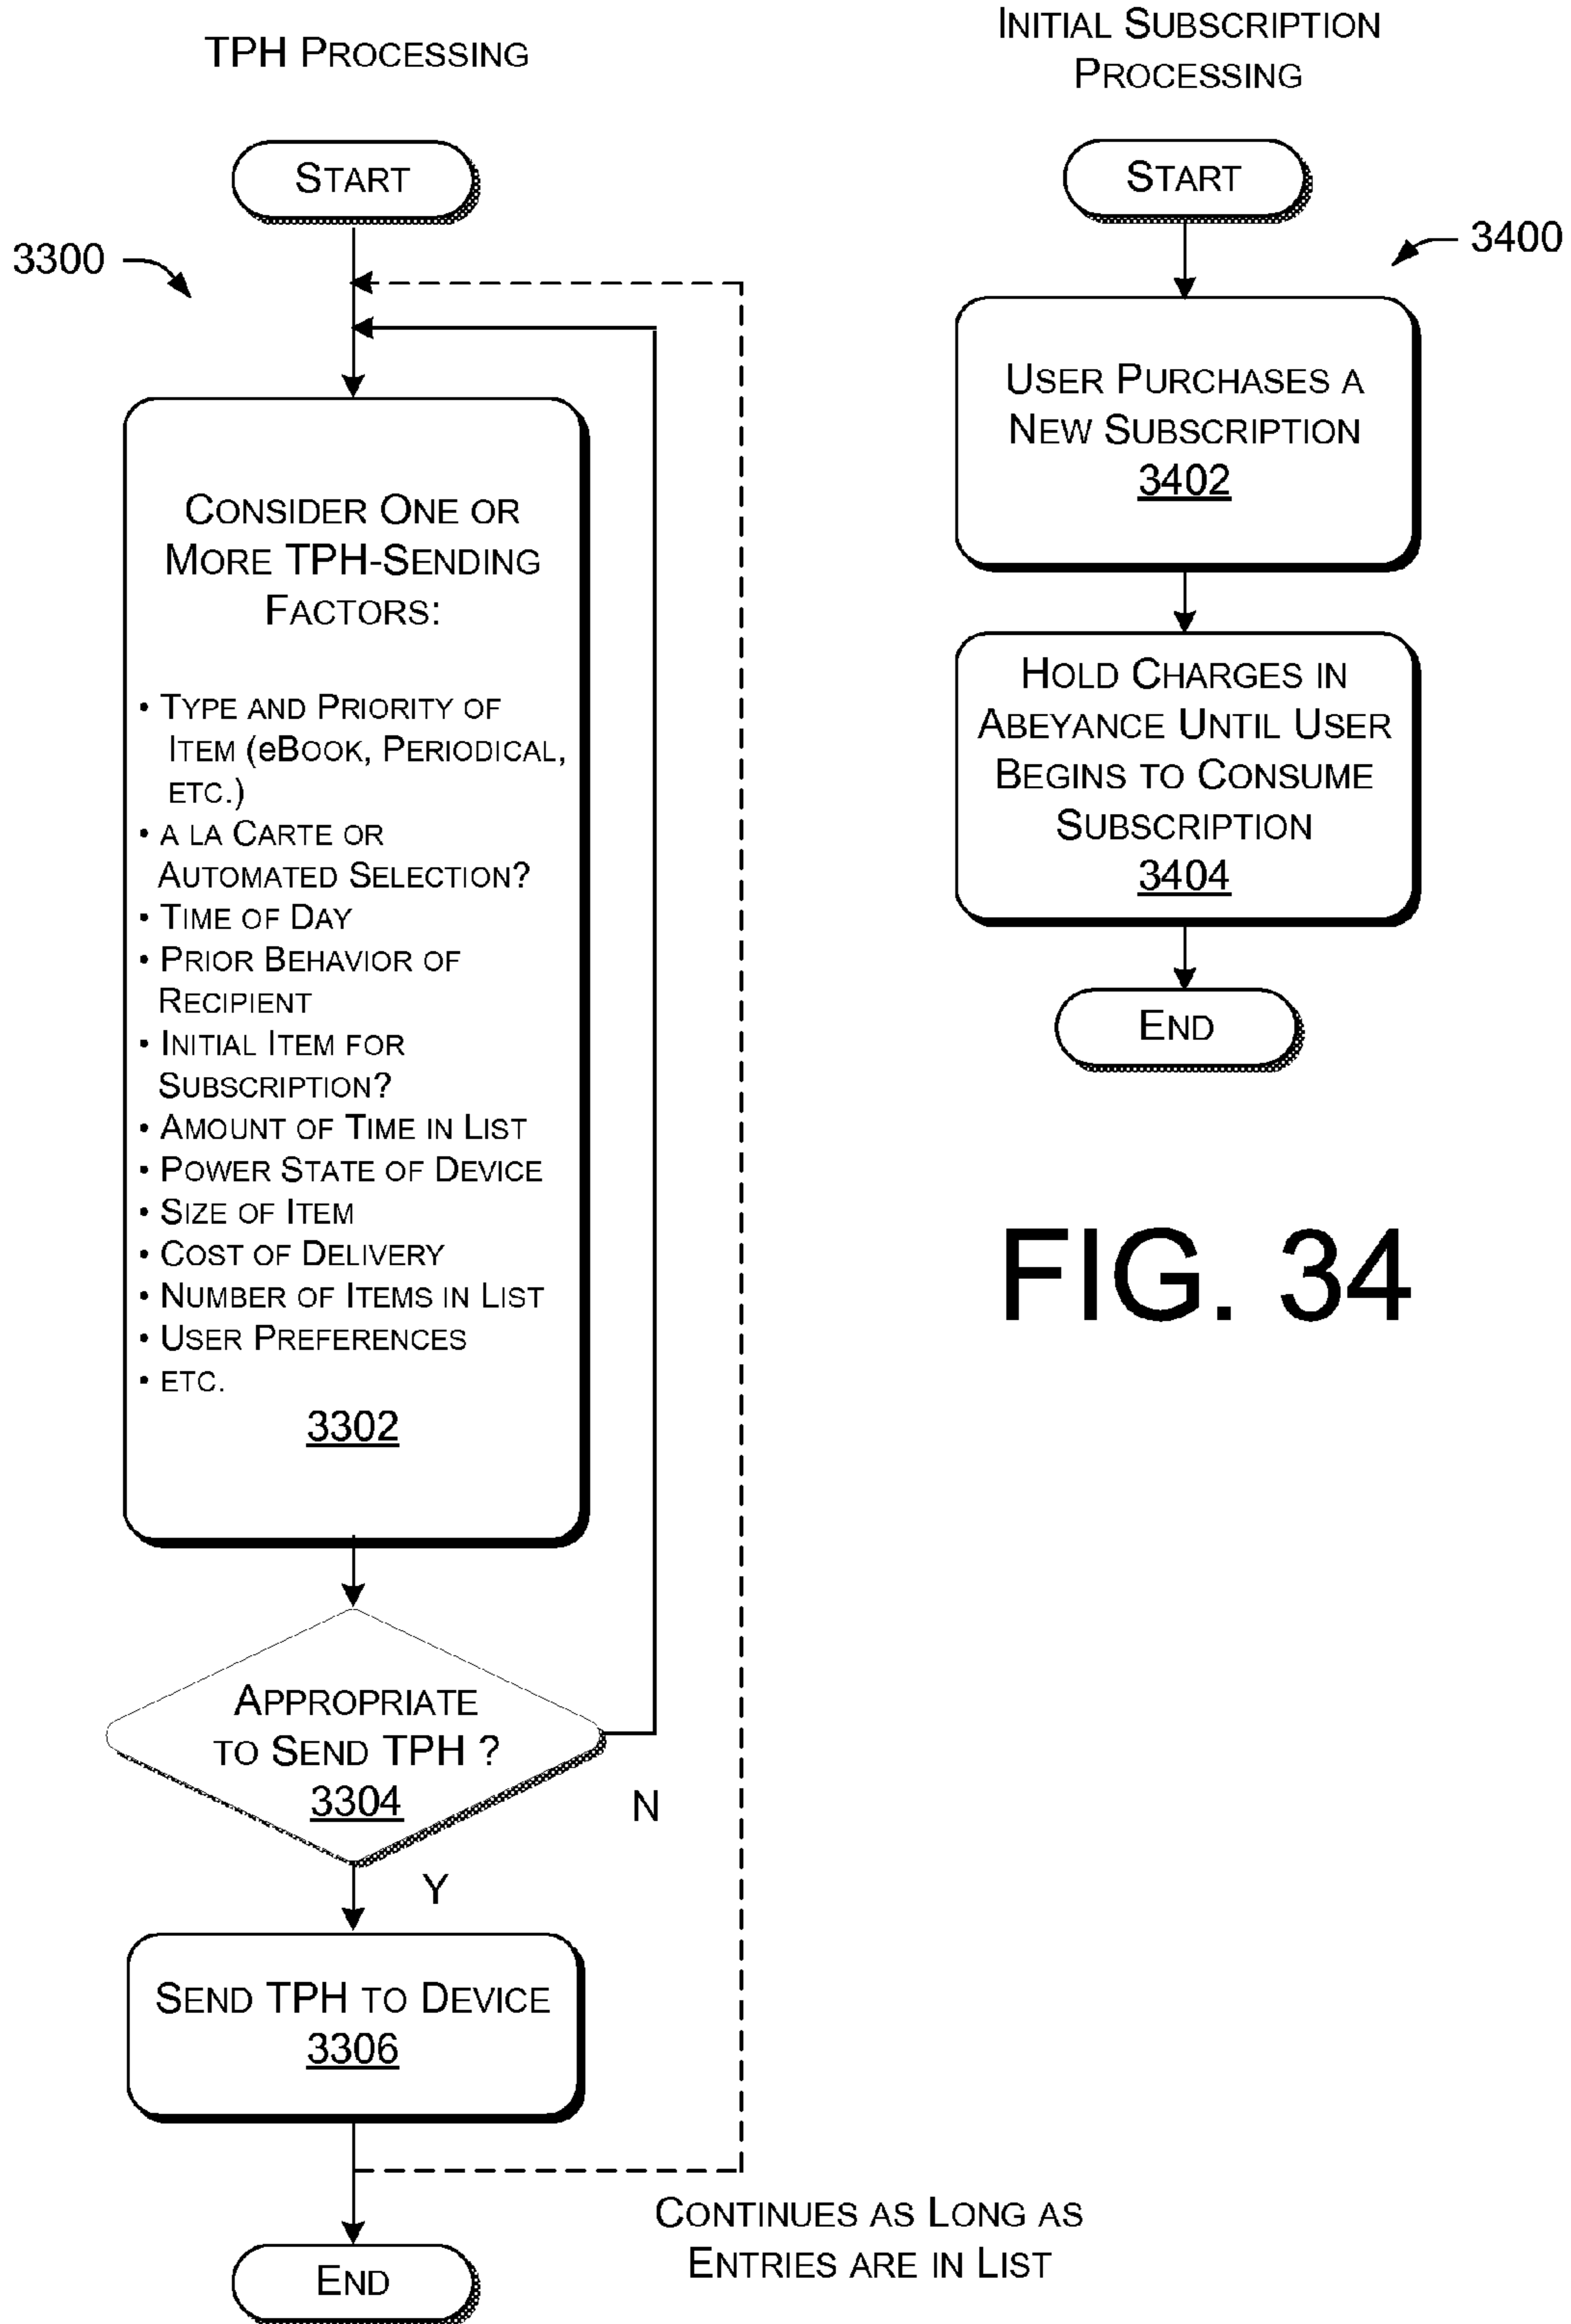 TPH PROCESSING
START
3300
CONSIDER ONE OR
MORE TPH-SENDING
FACTORS:
• TYPE AND PRIORITY OF
ITEM (eBOOK, PERIODICAL,
ETC.)
• A LA CARTE OR
AUTOMATED SELECTION?
• TIME OF DAY
• PRIOR BEHAVIOR OF
RECIPIENT
• INITIAL ITEM FOR
SUBSCRIPTION?
• AMOUNT OF TIME IN LIST
• POWER STATE OF DEVICE
• SIZE OF ITEM
• COST OF DELIVERY
• NUMBER OF ITEMS IN LIST
• USER PREFERENCES
• ETC.
3302
APPROPRIATE
TO SEND TPH ?
3304
N
Y
SEND TPH TO DEVICE
3306
CONTINUES AS LONG AS
ENTRIES ARE IN LIST
END
INITIAL SUBSCRIPTION
PROCESSING
START
3400
USER PURCHASES A
NEW SUBSCRIPTION
3402
HOLD CHARGES IN
ABEYANCE UNTIL USER
BEGINS TO CONSUME
SUBSCRIPTION
3404
END
FIG. 34